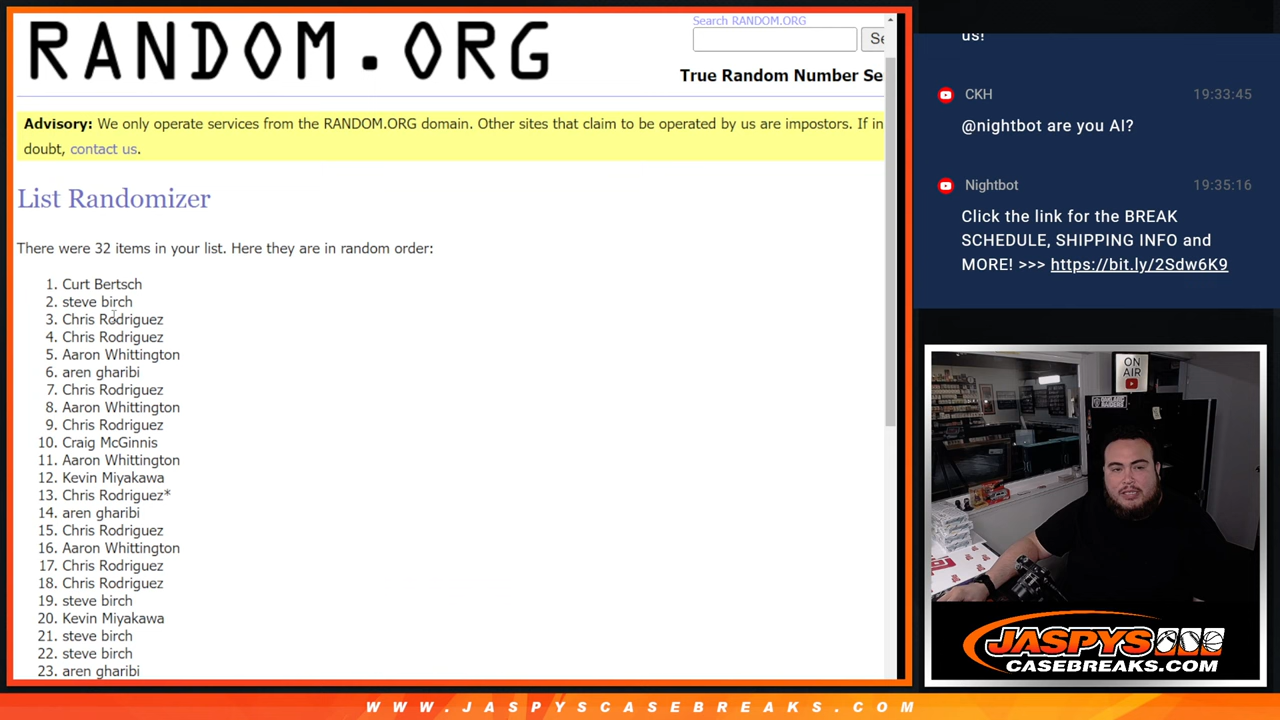 RANDOM.ORG
Search RANDOM.ORG
Se
True Random Number Se
Advisory: We only operate services from the RANDOM.ORG domain. Other sites that claim to be operated by us are impostors. If in
doubt, contact us.
List Randomizer
There were 32 items in your list. Here they are in random order:
1. Curt Bertsch
2. steve birch
3. Chris Rodriguez
4. Chris Rodriguez
5. Aaron Whittington
6. aren gharibi
7. Chris Rodriguez
8. Aaron Whittington
9. Chris Rodriguez
10. Craig McGinnis
11. Aaron Whittington
12. Kevin Miyakawa
13. Chris Rodriguez*
14. aren gharibi
15. Chris Rodriguez
16. Aaron Whittington
17. Chris Rodriguez
18. Chris Rodriguez
19. steve birch
20. Kevin Miyakawa
21. steve birch
22. steve birch
23. aren gharibi
us!
CKH 19:33:45
@nightbot are you AI?
Nightbot 19:35:16
Click the link for the BREAK
SCHEDULE, SHIPPING INFO and
MORE! >>> https://bit.ly/2Sdw6K9
ON
AIR
JASPYS
CASEBREAKS.COM
WWW.JASPYSCASEBREAKS.COM